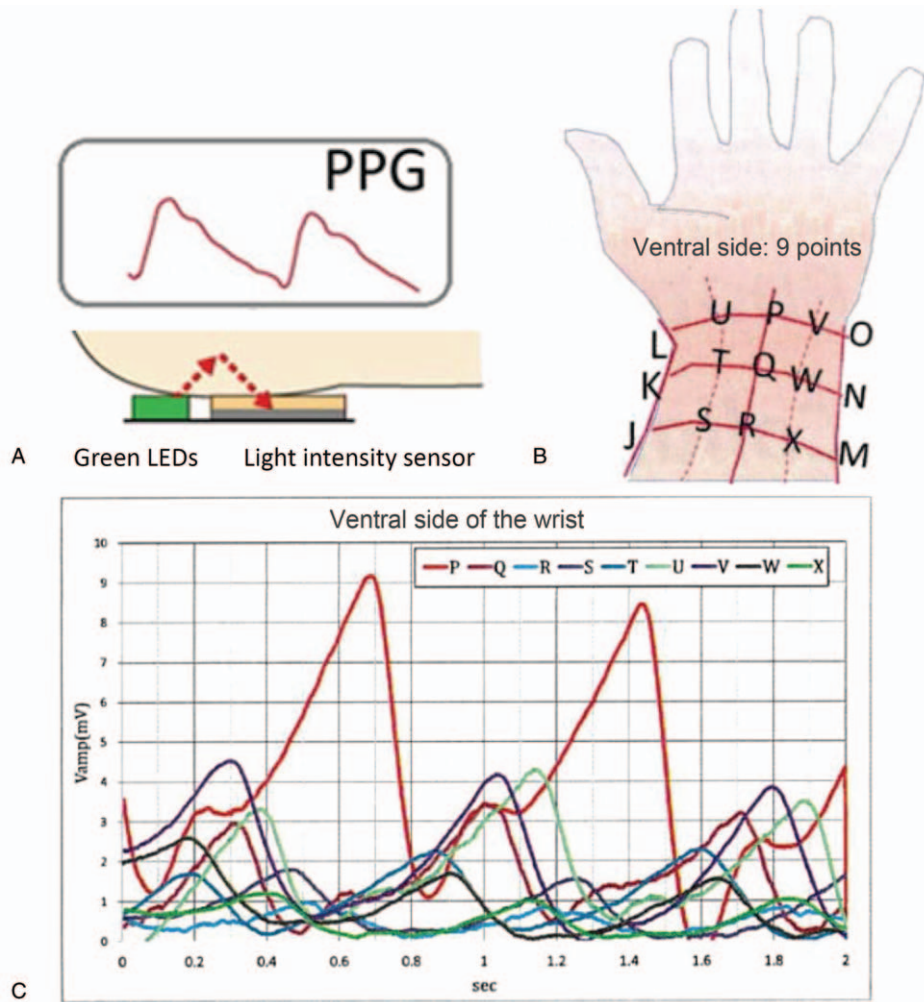 PPG
A
Green LEDs
Light intensity sensor
Ventral side: 9 points
U P V O
L
T Q W N
K
J S R X M
B
Ventral side of the wrist
P Q R S T U V W X
10
9
8
7
6
5
4
3
2
1
0
Vamp(mV)
0 0.2 0.4 0.6 0.8 1 1.2 1.4 1.6 1.8 2
sec
C